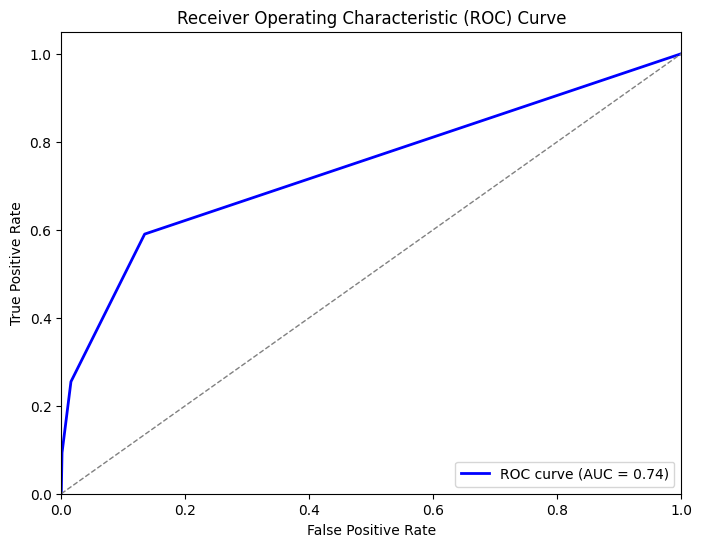 Receiver Operating Characteristic (ROC) Curve
True Positive Rate
1.0
0.8
0.6
0.4
0.2
0.0
0.0 0.2 0.4 0.6 0.8 1.0
False Positive Rate
ROC curve (AUC = 0.74)